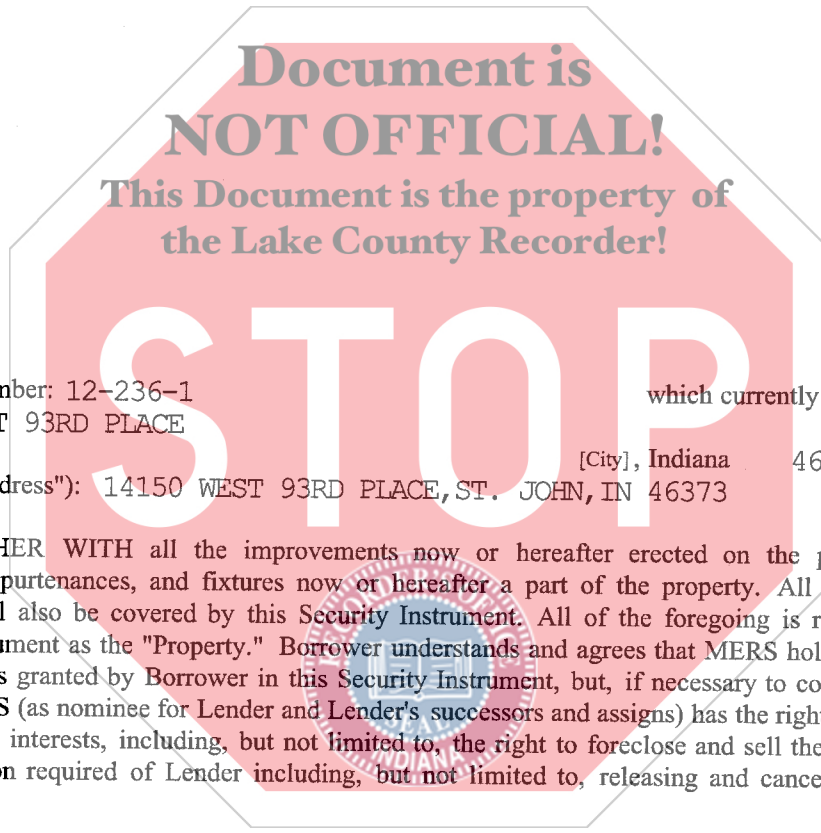 Document is
NOT OFFICIAL!
This Document is the property of
the Lake County Recorder!
STOP
nber: 12-236-1 which currently
T 93RD PLACE
[City], Indiana 46
dress"): 14150 WEST 93RD PLACE, ST. JOHN, IN 46373
HER WITH all the improvements now or hereafter erected on the
purtenances, and fixtures now or hereafter a part of the property. All
l also be covered by this Security Instrument. All of the foregoing is r
ument as the "Property." Borrower understands and agrees that MERS hol
s granted by Borrower in this Security Instrument, but, if necessary to co
S (as nominee for Lender and Lender's successors and assigns) has the right
interests, including, but not limited to, the right to foreclose and sell the
n required of Lender including, but not limited to, releasing and cance
SEAL
INDIANA